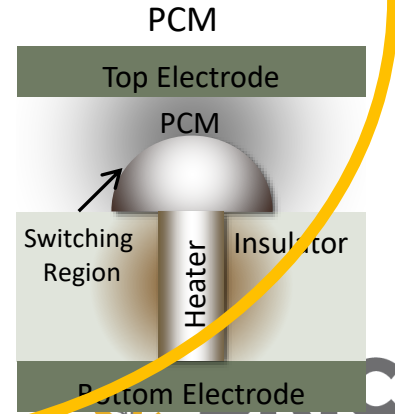 PCM
Top Electrode
PCM
Switching
Region
Heater
Insulator
Bottom Electrode